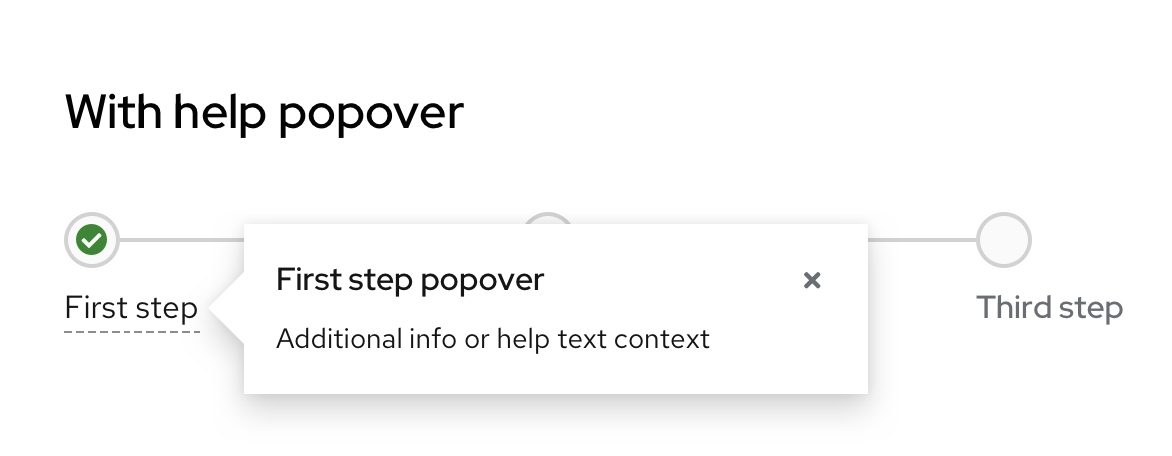 With help popover
First step popover
Additional info or help text context
First step
Third step